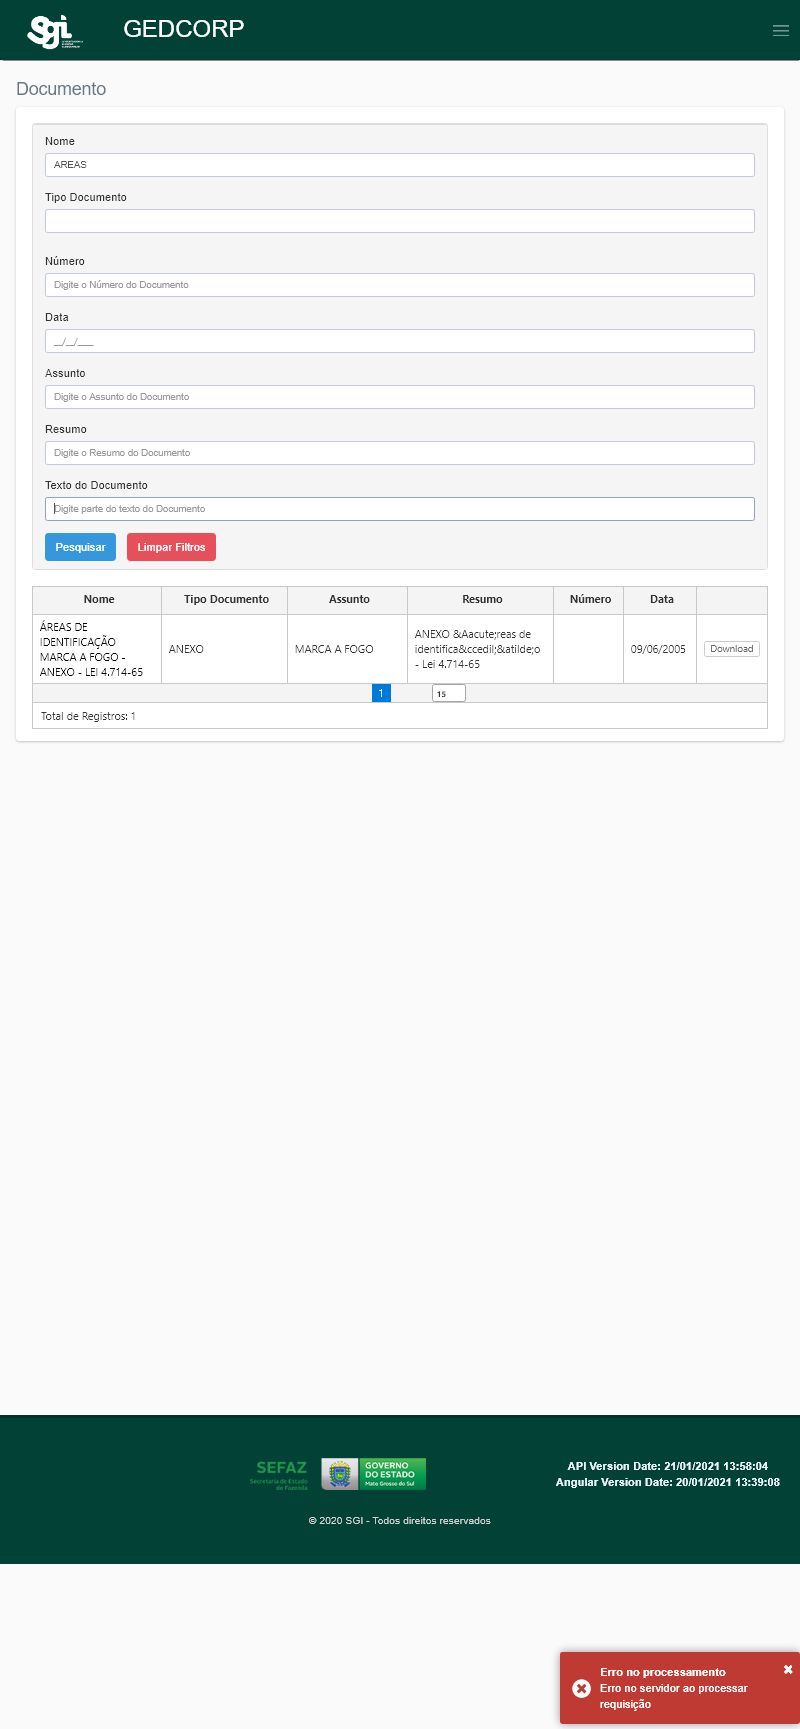 Sgi
GEDCORP
Documento
Nome
AREAS
Tipo Documento
Número
Digite o Número do Documento
Data
__/__/____
Assunto
Digite o Assunto do Documento
Resumo
Digite o Resumo do Documento
Texto do Documento
Digite parte do texto do Documento
Pesquisar Limpar Filtros
Nome Tipo Documento Assunto Resumo Número Data
ÁREAS DE
IDENTIFICAÇÃO
MARCA A FOGO -
ANEXO - LEI 4.714-65
ANEXO
MARCA A FOGO
ANEXO &Aacute;reas de
identifica&ccedil;&atilde;o
- Lei 4.714-65
09/06/2005
Download
1 15
Total de Registros: 1
SEFAZ
Secretaria de Estado
de Fazenda
GOVERNO
DO ESTADO
Mato Grosso do Sul
API Version Date: 21/01/2021 13:58:04
Angular Version Date: 20/01/2021 13:39:08
© 2020 SGI - Todos direitos reservados
Erro no processamento
Erro no servidor ao processar
requisição